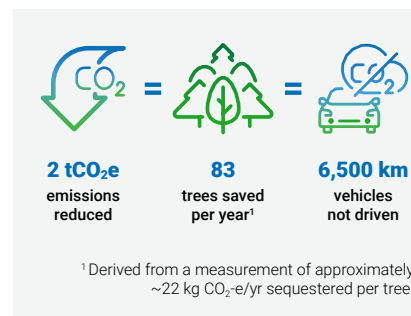 CO₂ = = CO₂
2 tCO₂e
emissions
reduced
83
trees saved
per year¹
6,500 km
vehicles
not driven
¹ Derived from a measurement of approximately
~22 kg CO₂-e/yr sequestered per tree